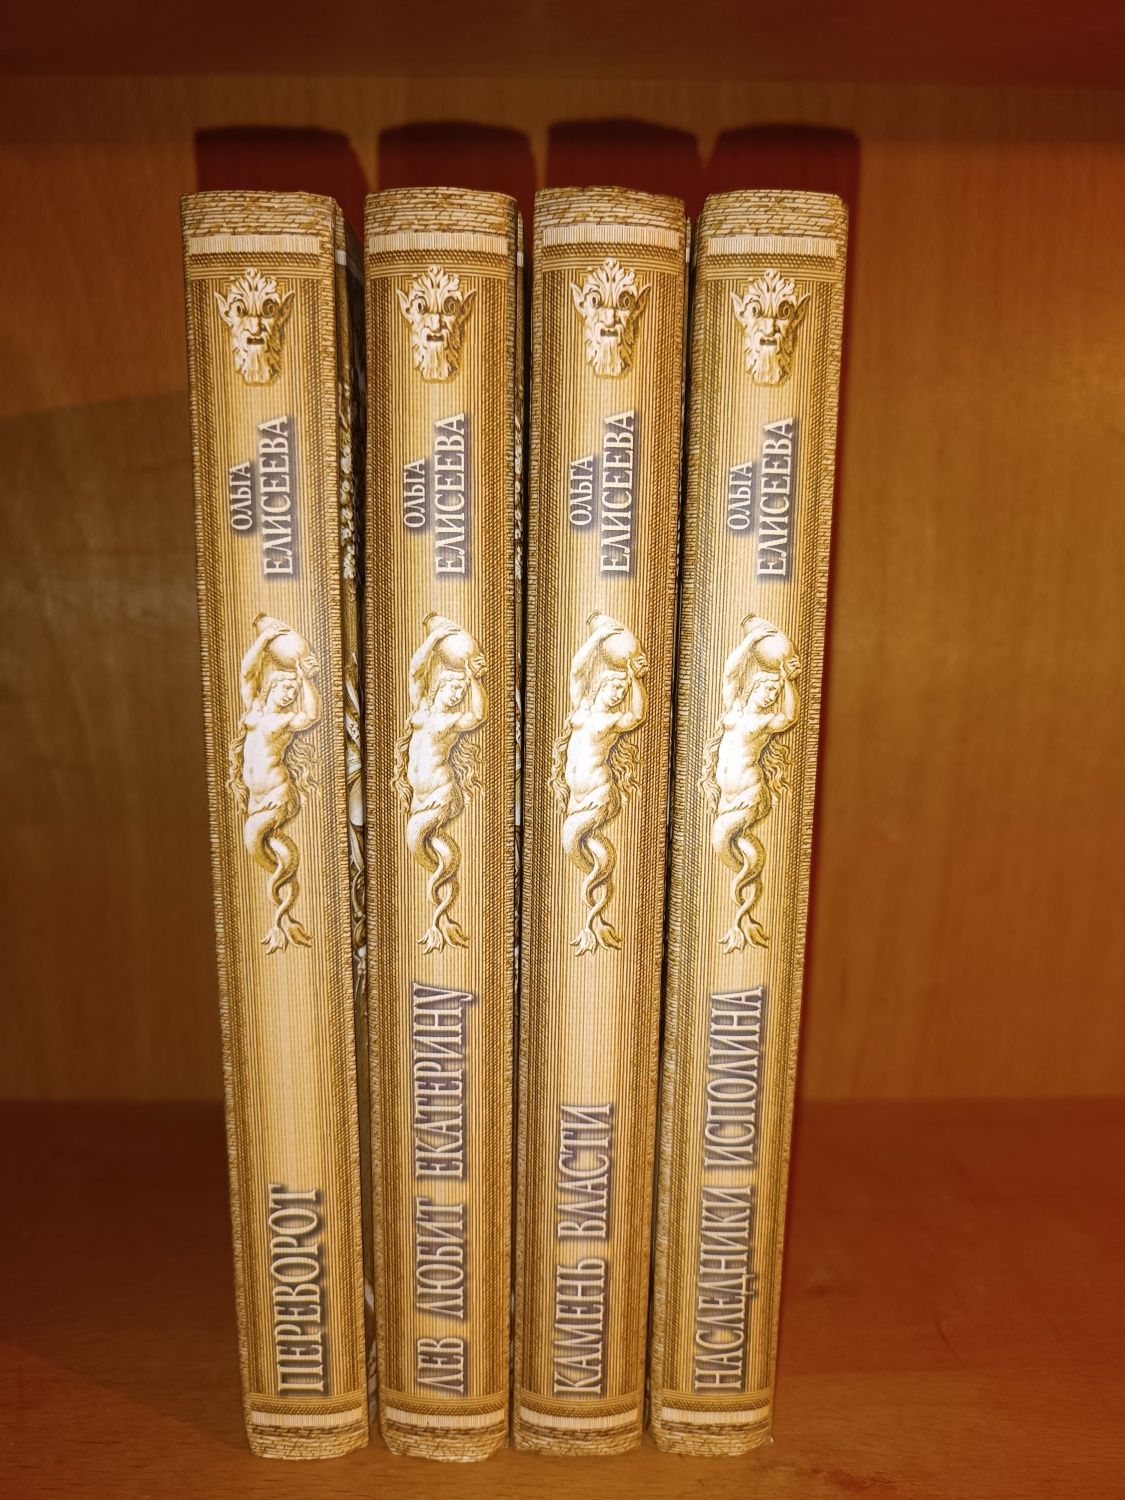 ОЛЬГА
ЕЛИСЕЕВА
ПЕРЕВОРОТ
ОЛЬГА
ЕЛИСЕЕВА
ЛЕВ ЛЮБИТ ЕКАТЕРИНУ
ОЛЬГА
ЕЛИСЕЕВА
КАМЕНЬ ВЛАСТИ
ОЛЬГА
ЕЛИСЕЕВА
НАСЛЕДНИКИ ИСПОЛИНА